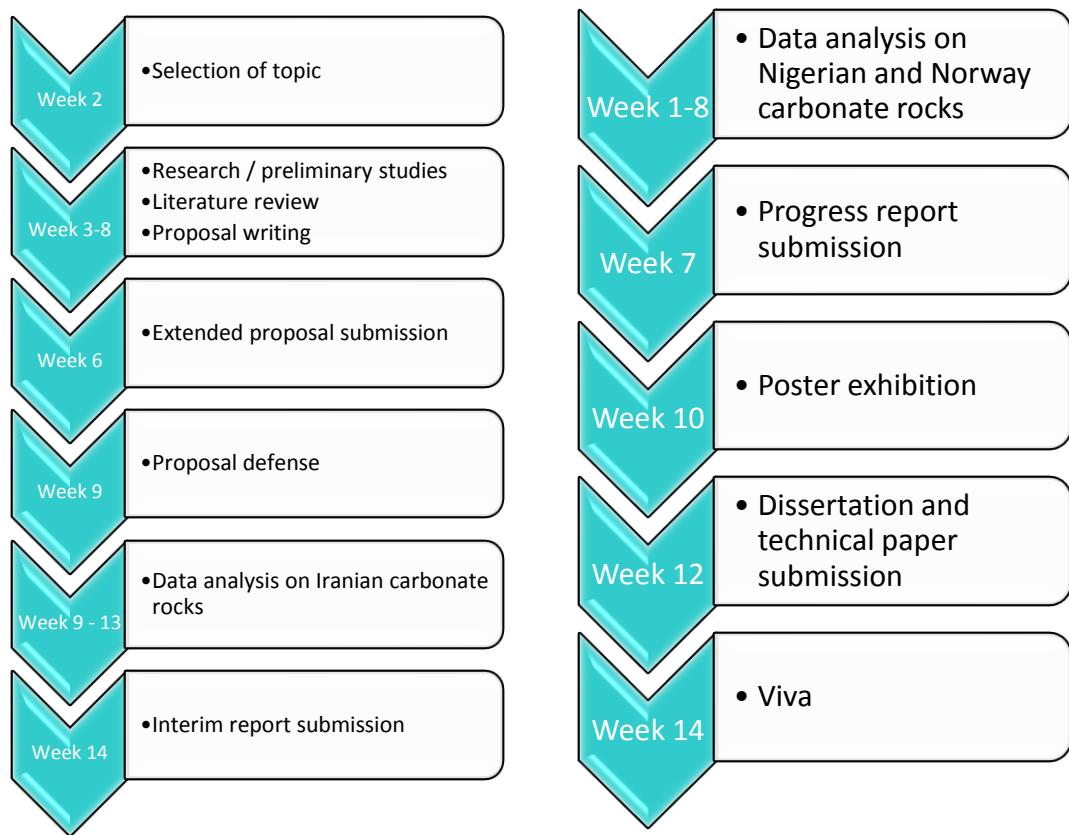 Week 2
•Selection of topic
Week 3-8
•Research / preliminary studies
•Literature review
•Proposal writing
Week 6
•Extended proposal submission
Week 9
•Proposal defense
Week 9 - 13
•Data analysis on Iranian carbonate
rocks
Week 14
•Interim report submission
Week 1-8
• Data analysis on
Nigerian and Norway
carbonate rocks
Week 7
• Progress report
submission
Week 10
• Poster exhibition
Week 12
• Dissertation and
technical paper
submission
Week 14
• Viva